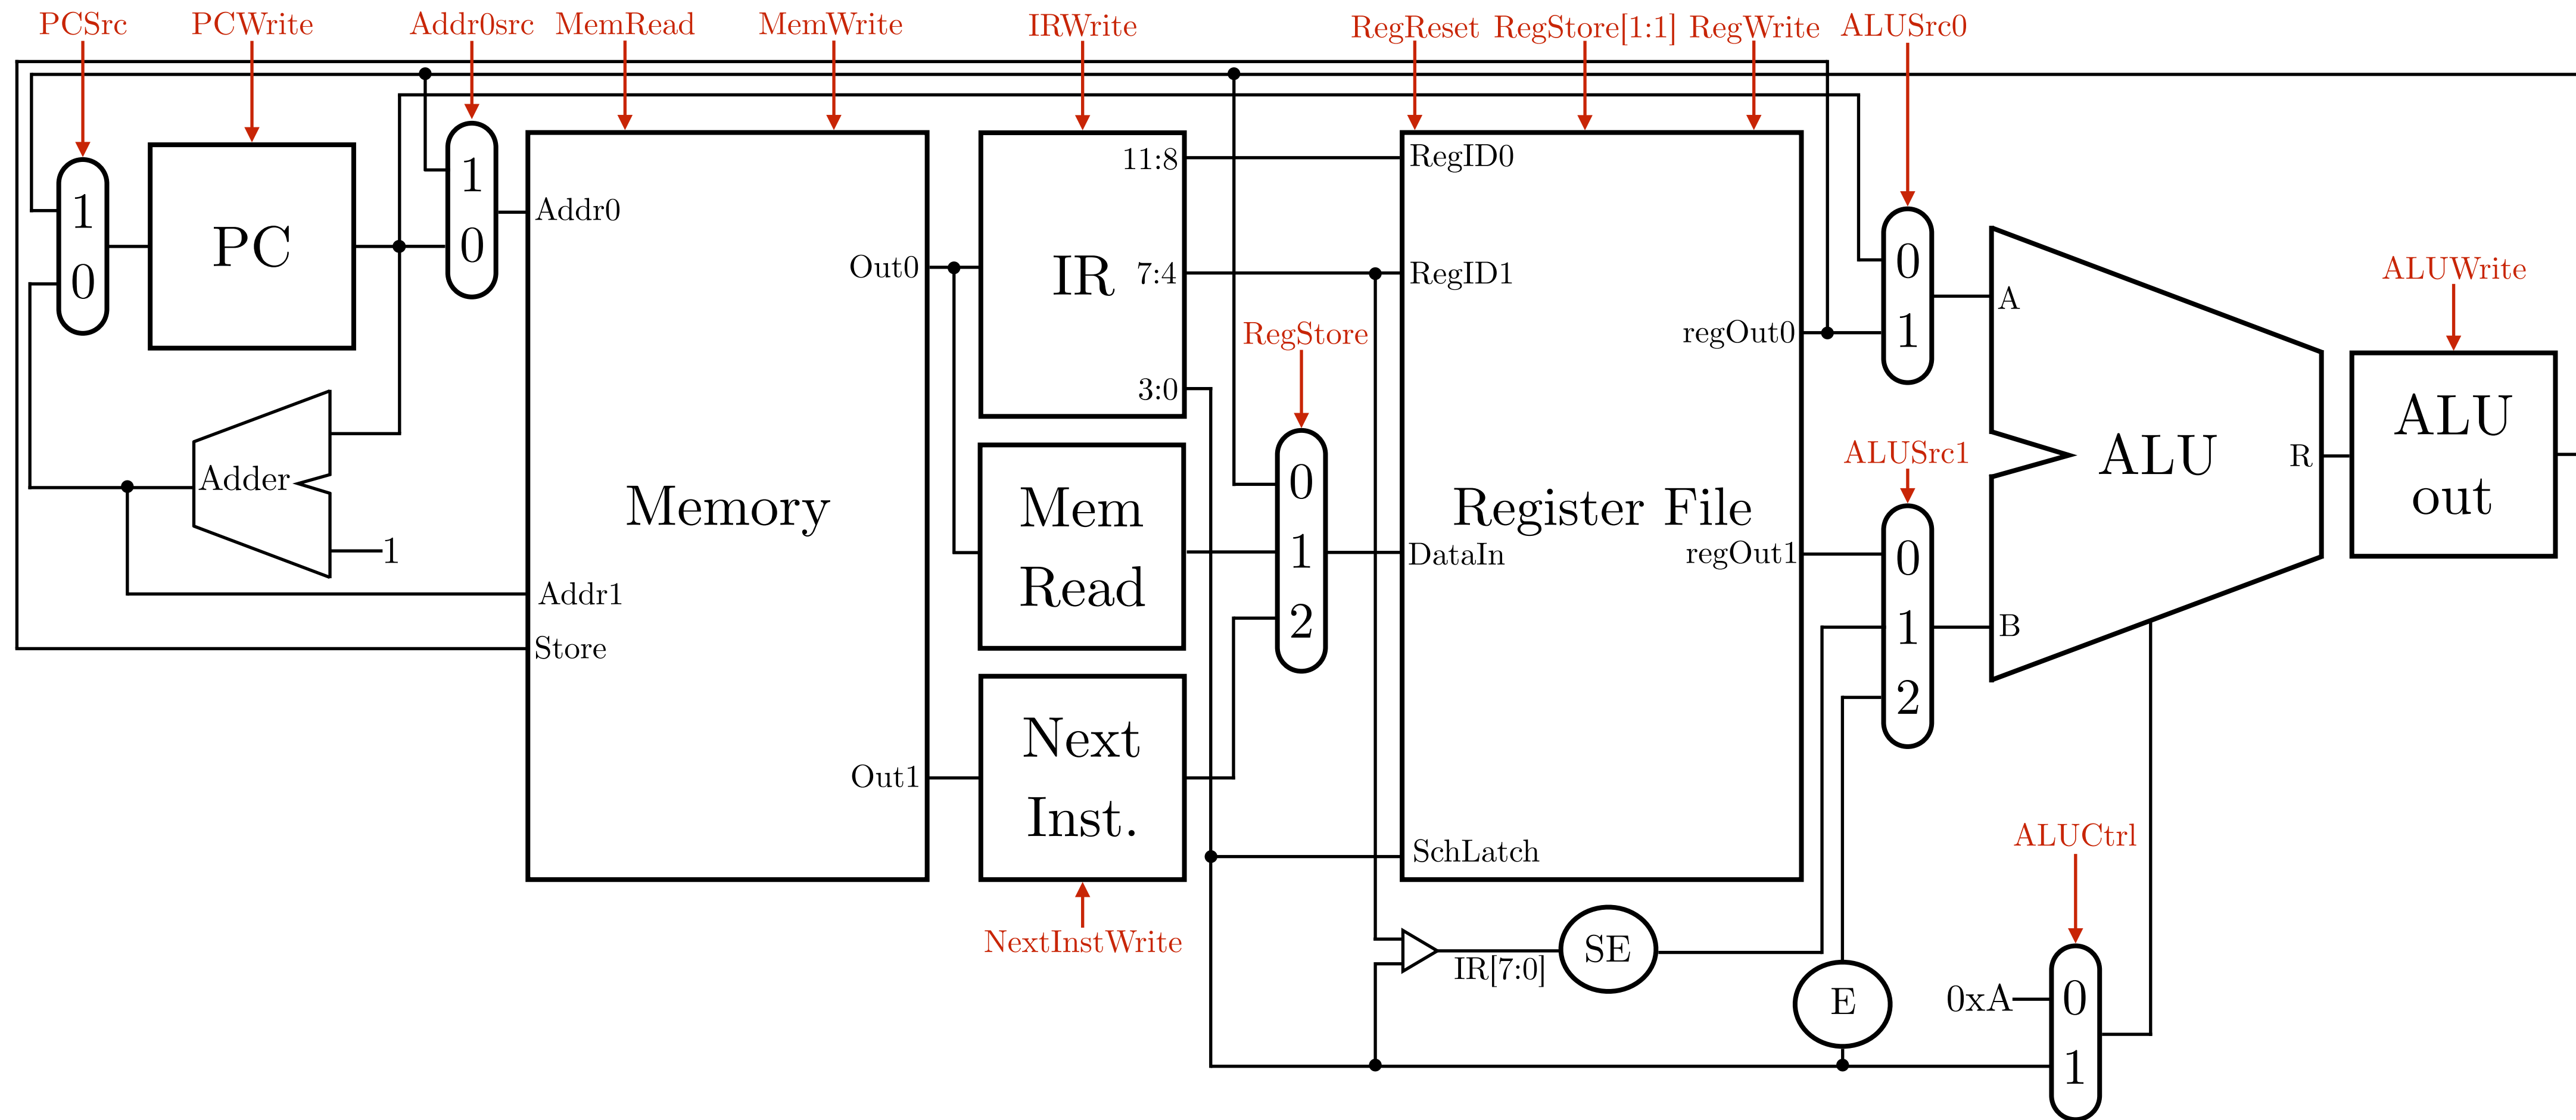 PCSrc
PCWrite
Addr0src
MemRead
MemWrite
IRWrite
RegReset
RegStore[1:1]
RegWrite
ALUSrc0
1
0
PC
1
0
Addr0
Out0
Memory
Addr1
Store
Out1
Adder
1
11:8
IR
7:4
3:0
Mem
Read
Next
Inst.
NextInstWrite
RegStore
0
1
2
RegID0
RegID1
regOut0
Register File
DataIn
regOut1
SchLatch
IR[7:0]
SE
E
0
1
ALUSrc1
0
1
2
A
ALU
R
B
ALUWrite
ALU
out
ALUCtrl
0xA
0
1